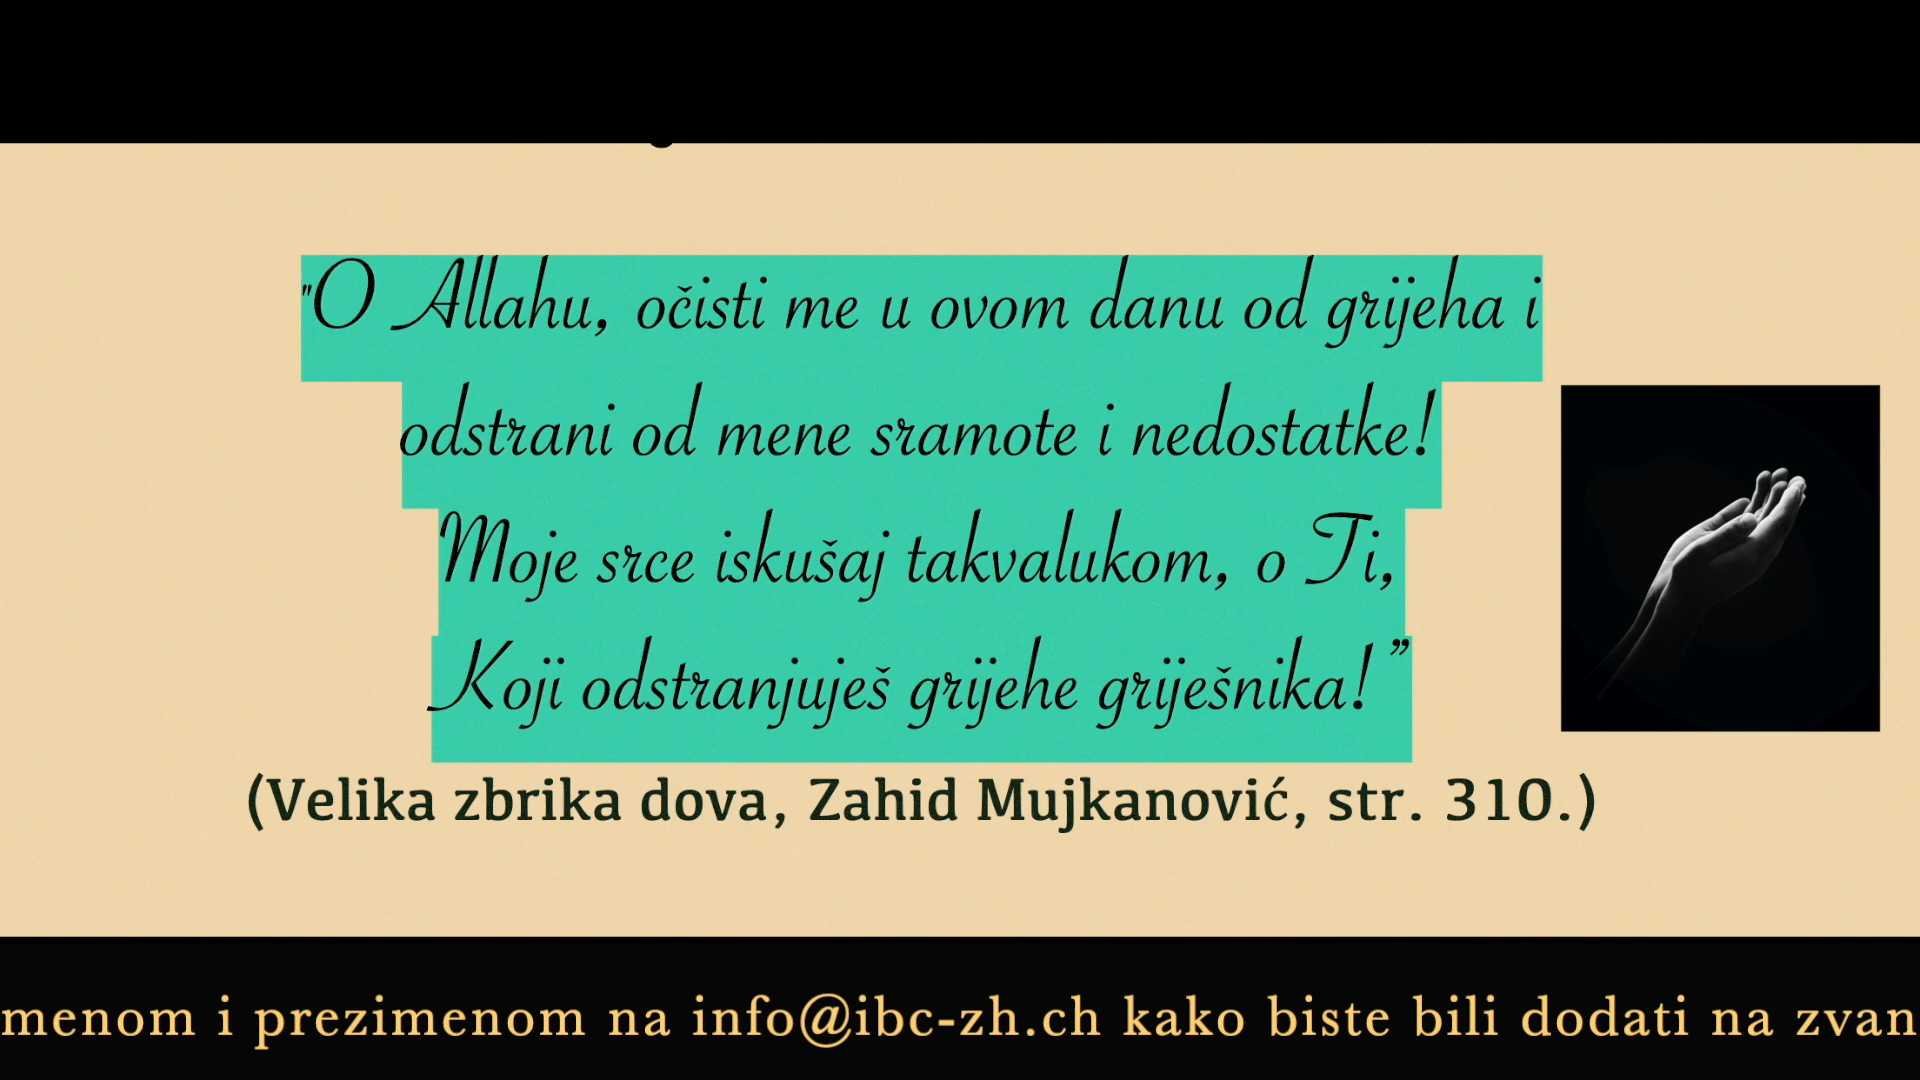 "O Allahu, očisti me u ovom danu od grijeha i
odstrani od mene sramote i nedostatke!
Moje srce iskušaj takvalukom, o Ti,
Koji odstranjuješ grijehe griješnika!”
(Velika zbrika dova, Zahid Mujkanović, str. 310.)
menom i prezimenom na info@ibc-zh.ch kako biste bili dodati na zvan